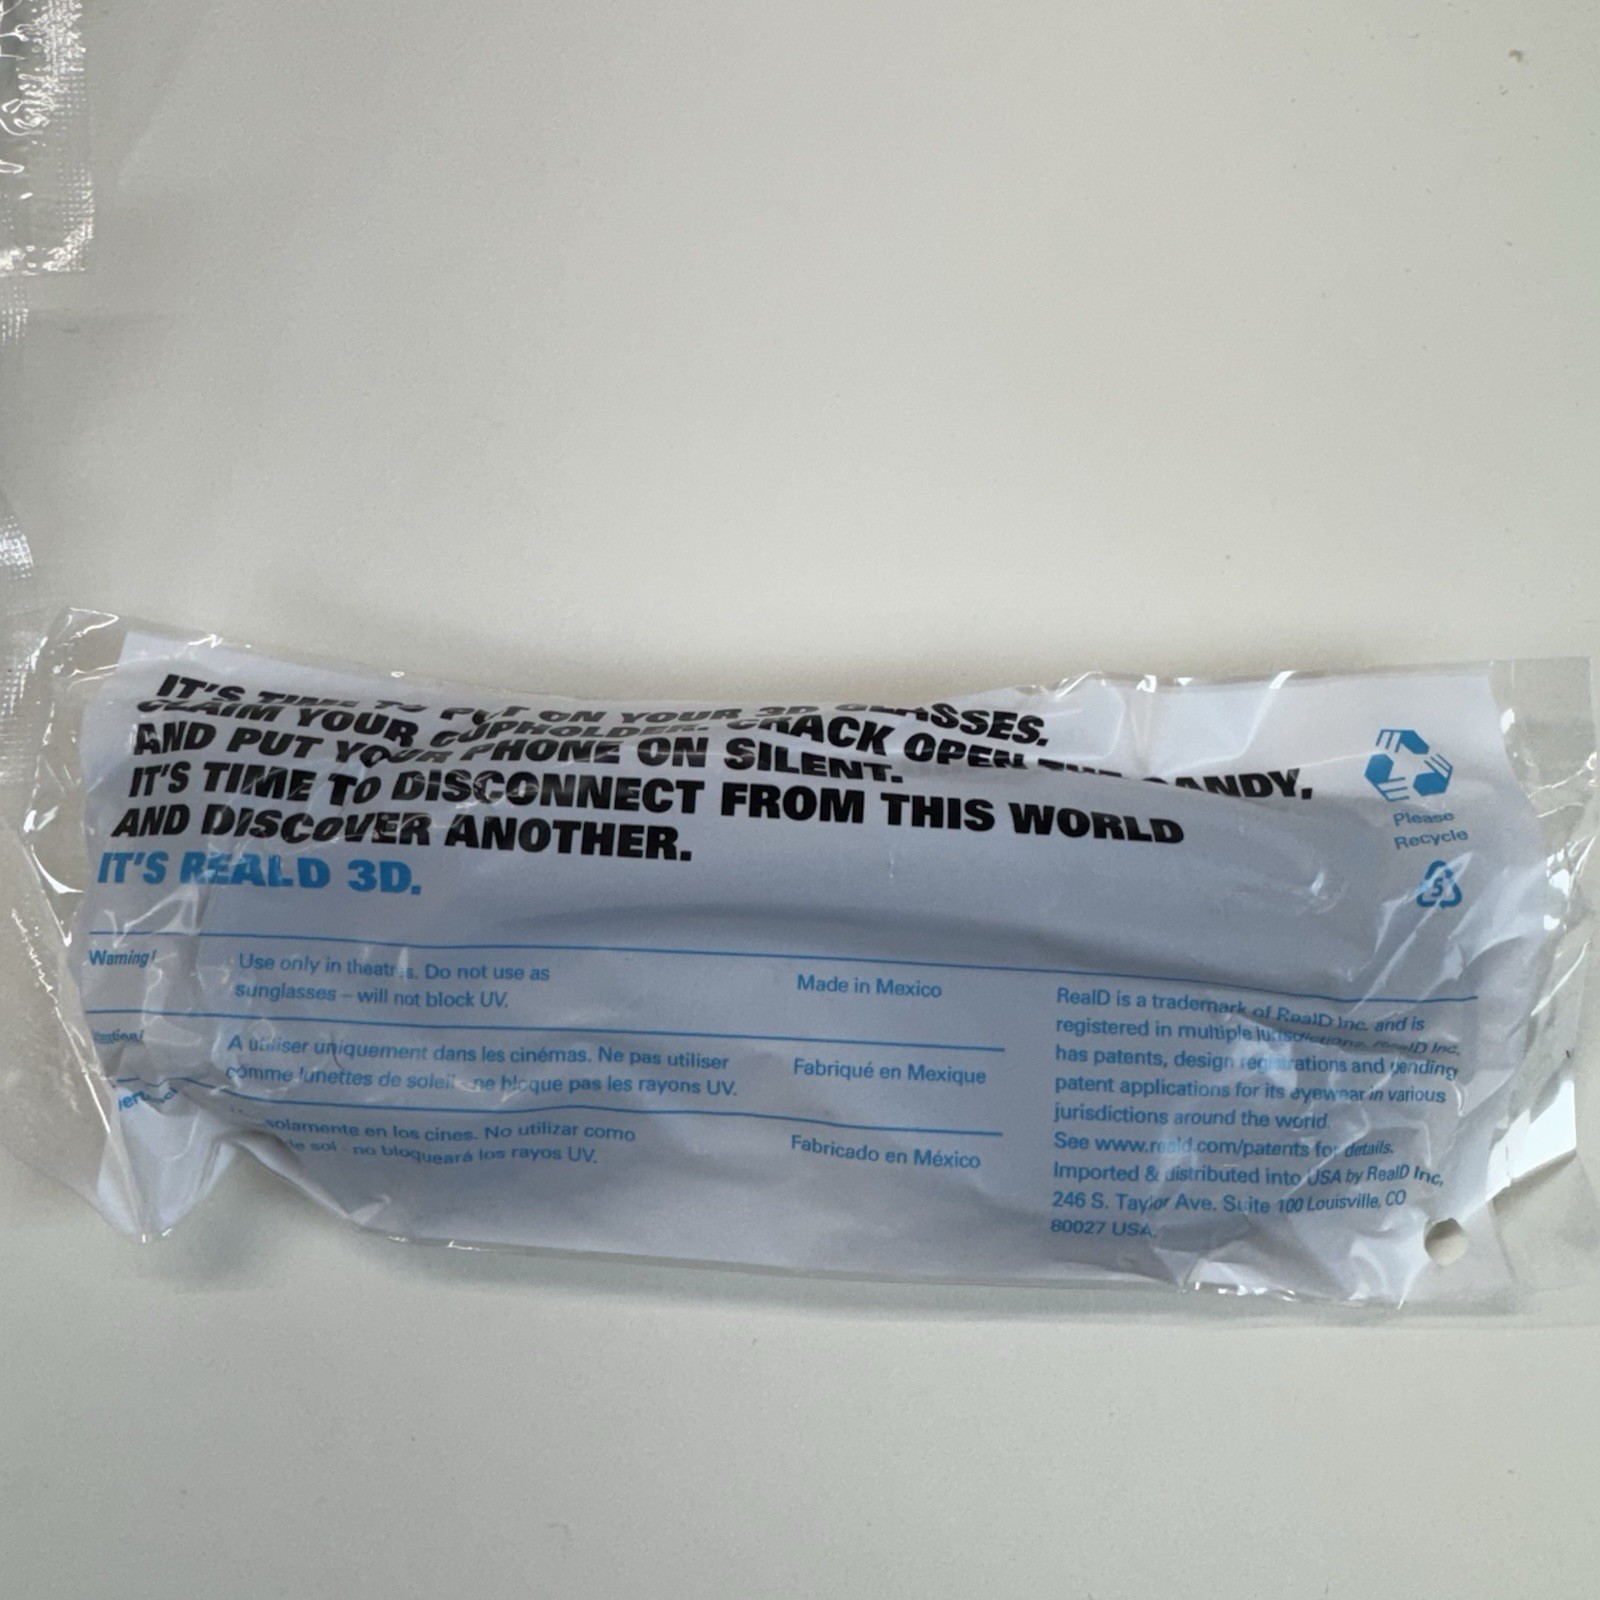 IT'S TIME TO PUT ON YOUR 3D GLASSES.
CLAIM YOUR CUPHOLDER. CRACK OPEN THE CANDY,
AND PUT YOUR PHONE ON SILENT.
IT'S TIME TO DISCONNECT FROM THIS WORLD
AND DISCOVER ANOTHER.
IT'S REALD 3D.
Please
Recycle
5
Warning!
Use only in theatres. Do not use as
sunglasses – will not block UV.
Made in Mexico
A utiliser uniquement dans les cinémas. Ne pas utiliser
comme lunettes de soleil - ne bloque pas les rayons UV.
Fabriqué en Mexique
solamente en los cines. No utilizar como
de sol - no bloqueará los rayos UV.
Fabricado en México
RealD is a trademark of RealD Inc. and is
registered in multiple jurisdictions. RealD Inc,
has patents, design registrations and pending
patent applications for its eyewear in various
jurisdictions around the world.
See www.reald.com/patents for details.
Imported & distributed into USA by RealD Inc,
246 S. Taylor Ave. Suite 100 Louisville, CO
80027 USA.